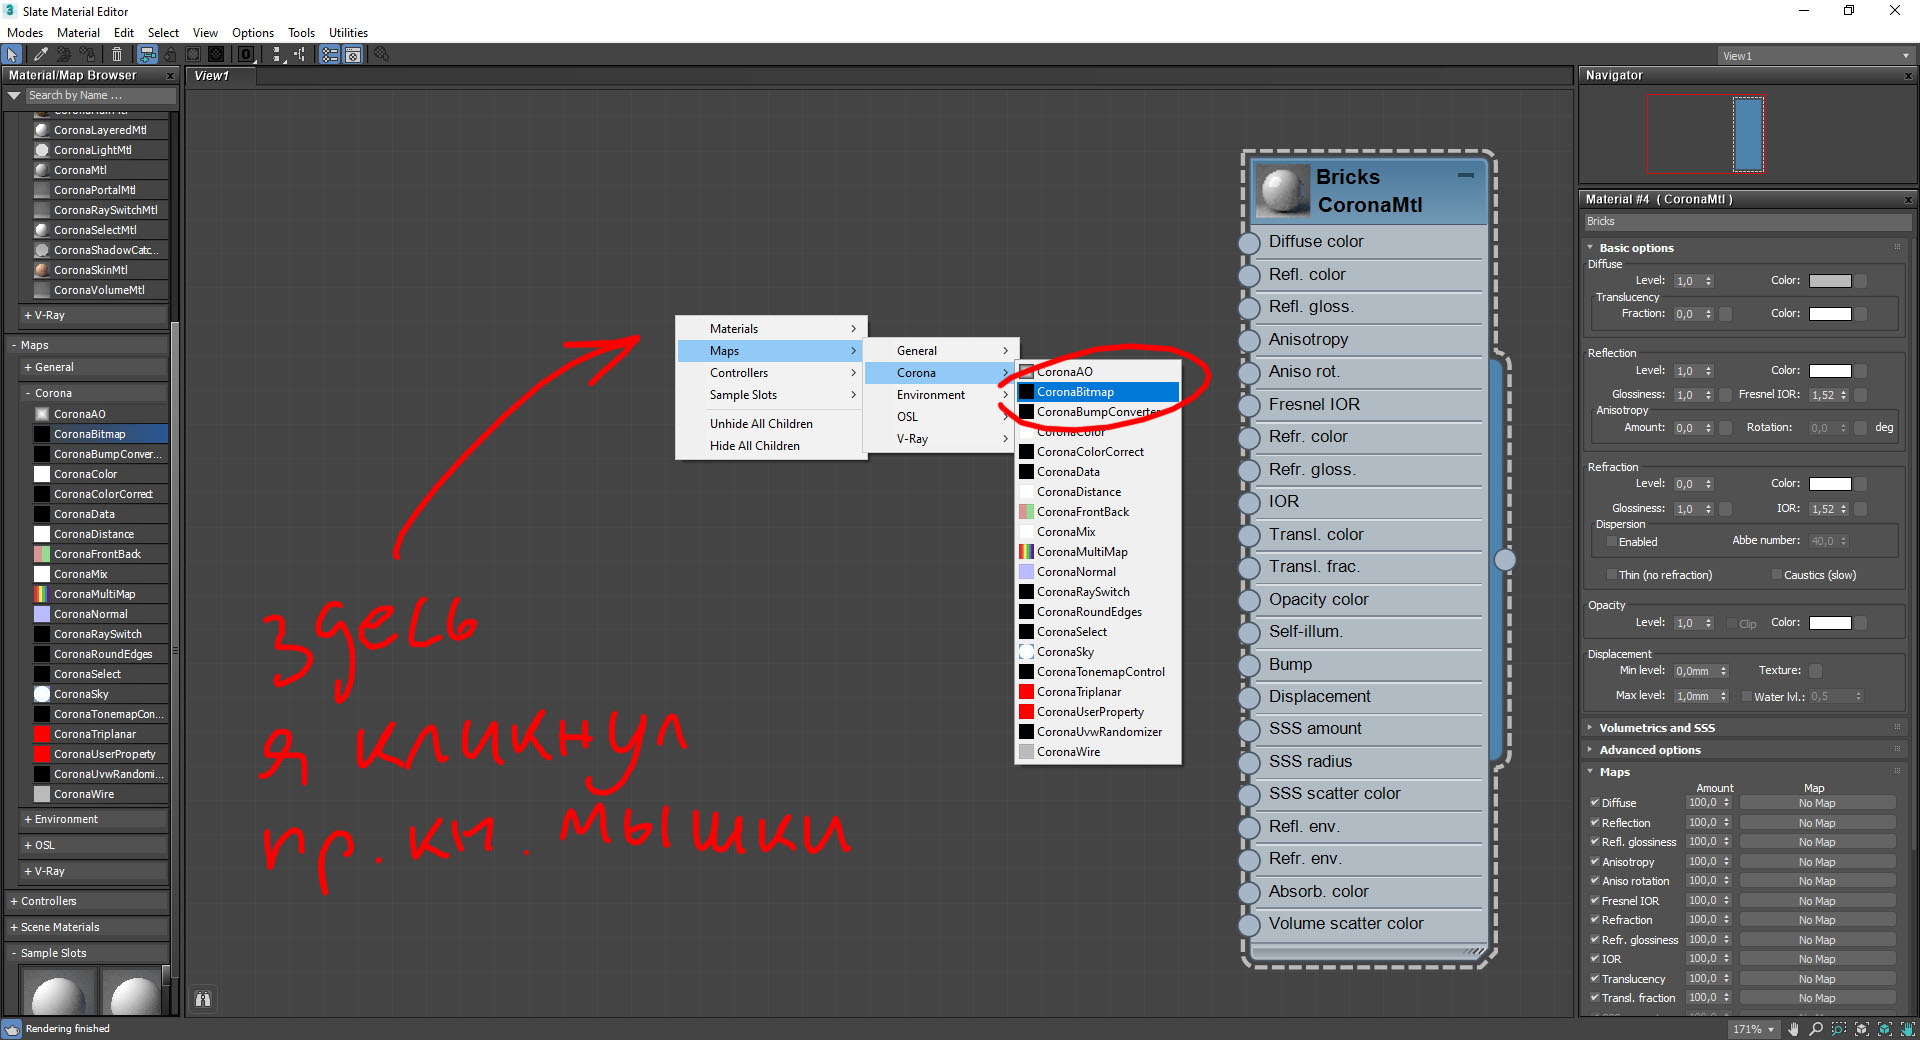 Slate Material Editor
Modes Material Edit Select View Options Tools Utilities
View1
Material/Map Browser
Search by Name ...
CoronaLayeredMtl
CoronaLightMtl
CoronaMtl
CoronaPortalMtl
CoronaRaySwitchMtl
CoronaSelectMtl
CoronaShadowCatc...
CoronaSkinMtl
CoronaVolumeMtl
+ V-Ray
- Maps
+ General
- Corona
CoronaAO
CoronaBitmap
CoronaBumpConver...
CoronaColor
CoronaColorCorrect
CoronaData
CoronaDistance
CoronaFrontBack
CoronaMix
CoronaMultiMap
CoronaNormal
CoronaRaySwitch
CoronaRoundEdges
CoronaSelect
CoronaSky
CoronaTonemapCon...
CoronaTriplanar
CoronaUserProperty
CoronaUvwRandomi...
CoronaWire
+ Environment
+ OSL
+ V-Ray
+ Controllers
+ Scene Materials
- Sample Slots
Rendering finished
View1
Materials
Maps
Controllers
Sample Slots
Unhide All Children
Hide All Children
General
Corona
Environment
OSL
V-Ray
CoronaAO
CoronaBitmap
CoronaBumpConverter
CoronaColor
CoronaColorCorrect
CoronaData
CoronaDistance
CoronaFrontBack
CoronaMix
CoronaMultiMap
CoronaNormal
CoronaRaySwitch
CoronaRoundEdges
CoronaSelect
CoronaSky
CoronaTonemapControl
CoronaTriplanar
CoronaUserProperty
CoronaUvwRandomizer
CoronaWire
здесь
я кликнул
пр. кн. мышки
Bricks
CoronaMtl
Diffuse color
Refl. color
Refl. gloss.
Anisotropy
Aniso rot.
Fresnel IOR
Refr. color
Refr. gloss.
IOR
Transl. color
Transl. frac.
Opacity color
Self-illum.
Bump
Displacement
SSS amount
SSS radius
SSS scatter color
Refl. env.
Refr. env.
Absorb. color
Volume scatter color
Navigator
Material #4 ( CoronaMtl )
Bricks
Basic options
Diffuse
Level: 1,0 Color:
Translucency
Fraction: 0,0 Color:
Reflection
Level: 1,0 Color:
Glossiness: 1,0 Fresnel IOR: 1,52
Anisotropy
Amount: 0,0 Rotation: 0,0 deg
Refraction
Level: 0,0 Color:
Glossiness: 1,0 IOR: 1,52
Dispersion
Enabled Abbe number: 40,0
Thin (no refraction) Caustics (slow)
Opacity
Level: 1,0 Clip Color:
Displacement
Min level: 0,0mm Texture:
Max level: 1,0mm Water lvl.: 0,5
Volumetrics and SSS
Advanced options
Maps
Amount Map
Diffuse 100,0 No Map
Reflection 100,0 No Map
Refl. glossiness 100,0 No Map
Anisotropy 100,0 No Map
Aniso rotation 100,0 No Map
Fresnel IOR 100,0 No Map
Refraction 100,0 No Map
Refr. glossiness 100,0 No Map
IOR 100,0 No Map
Translucency 100,0 No Map
Transl. fraction 100,0 No Map
171%